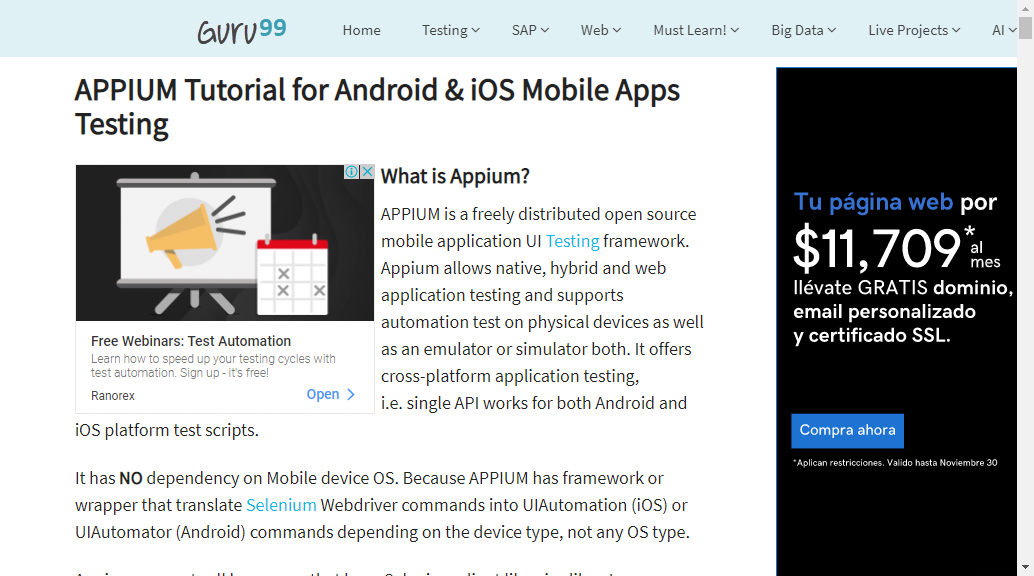 Guru99
Home Testing SAP Web Must Learn! Big Data Live Projects AI
APPIUM Tutorial for Android & iOS Mobile Apps
Testing
Free Webinars: Test Automation
Learn how to speed up your testing cycles with
test automation. Sign up - it's free!
Ranorex
Open
What is Appium?
APPIUM is a freely distributed open source
mobile application UI Testing framework.
Appium allows native, hybrid and web
application testing and supports
automation test on physical devices as well
as an emulator or simulator both. It offers
cross-platform application testing,
i.e. single API works for both Android and
iOS platform test scripts.
It has NO dependency on Mobile device OS. Because APPIUM has framework or
wrapper that translate Selenium Webdriver commands into UIAutomation (iOS) or
UIAutomator (Android) commands depending on the device type, not any OS type.
Tu página web por
$11,709* al
mes
llévate GRATIS dominio,
email personalizado
y certificado SSL.
Compra ahora
*Aplican restricciones. Valido hasta Noviembre 30